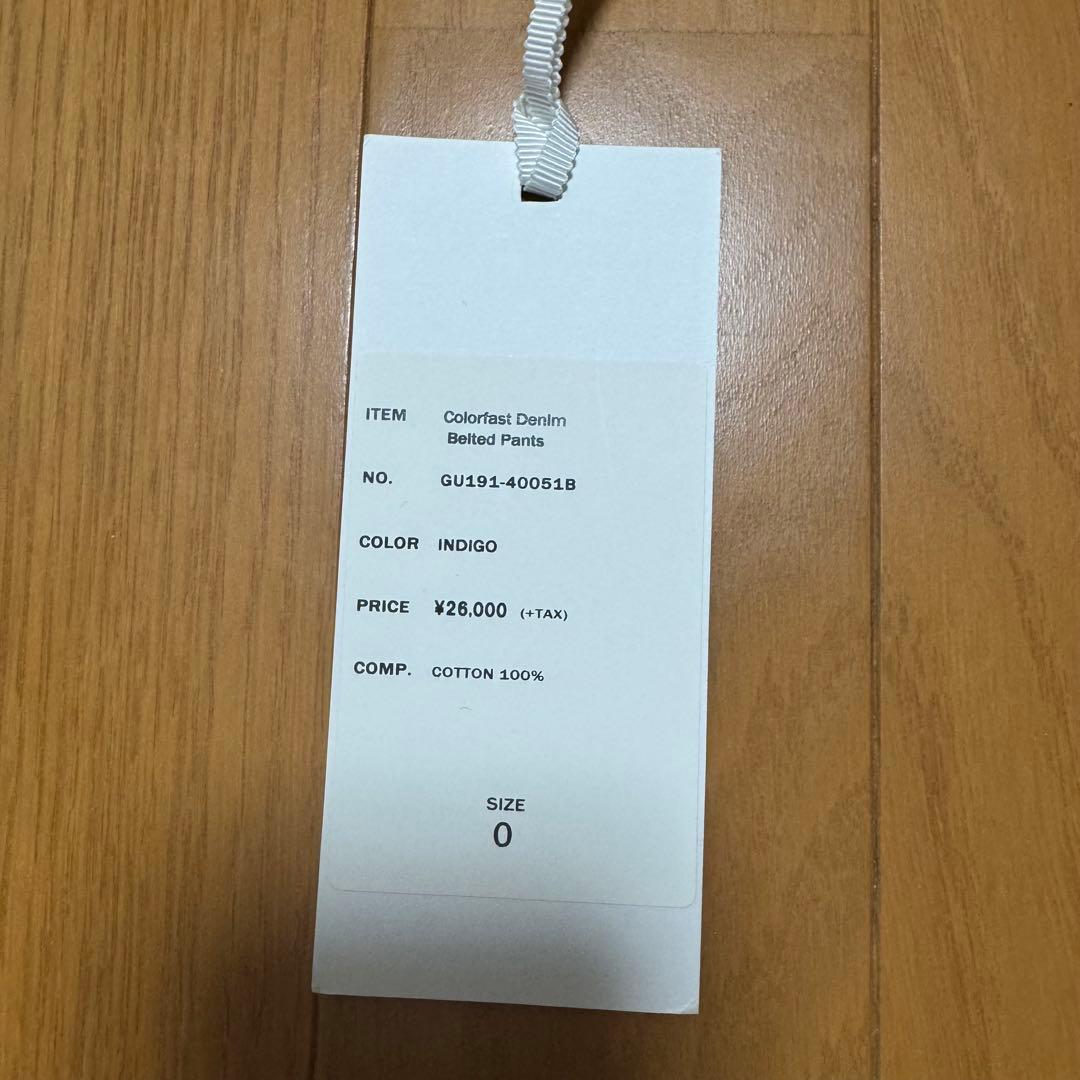 ITEM Colorfast Denim
Belted Pants
NO. GU191-40051B
COLOR INDIGO
PRICE ¥26,000 (+TAX)
COMP. COTTON 100%
SIZE
0